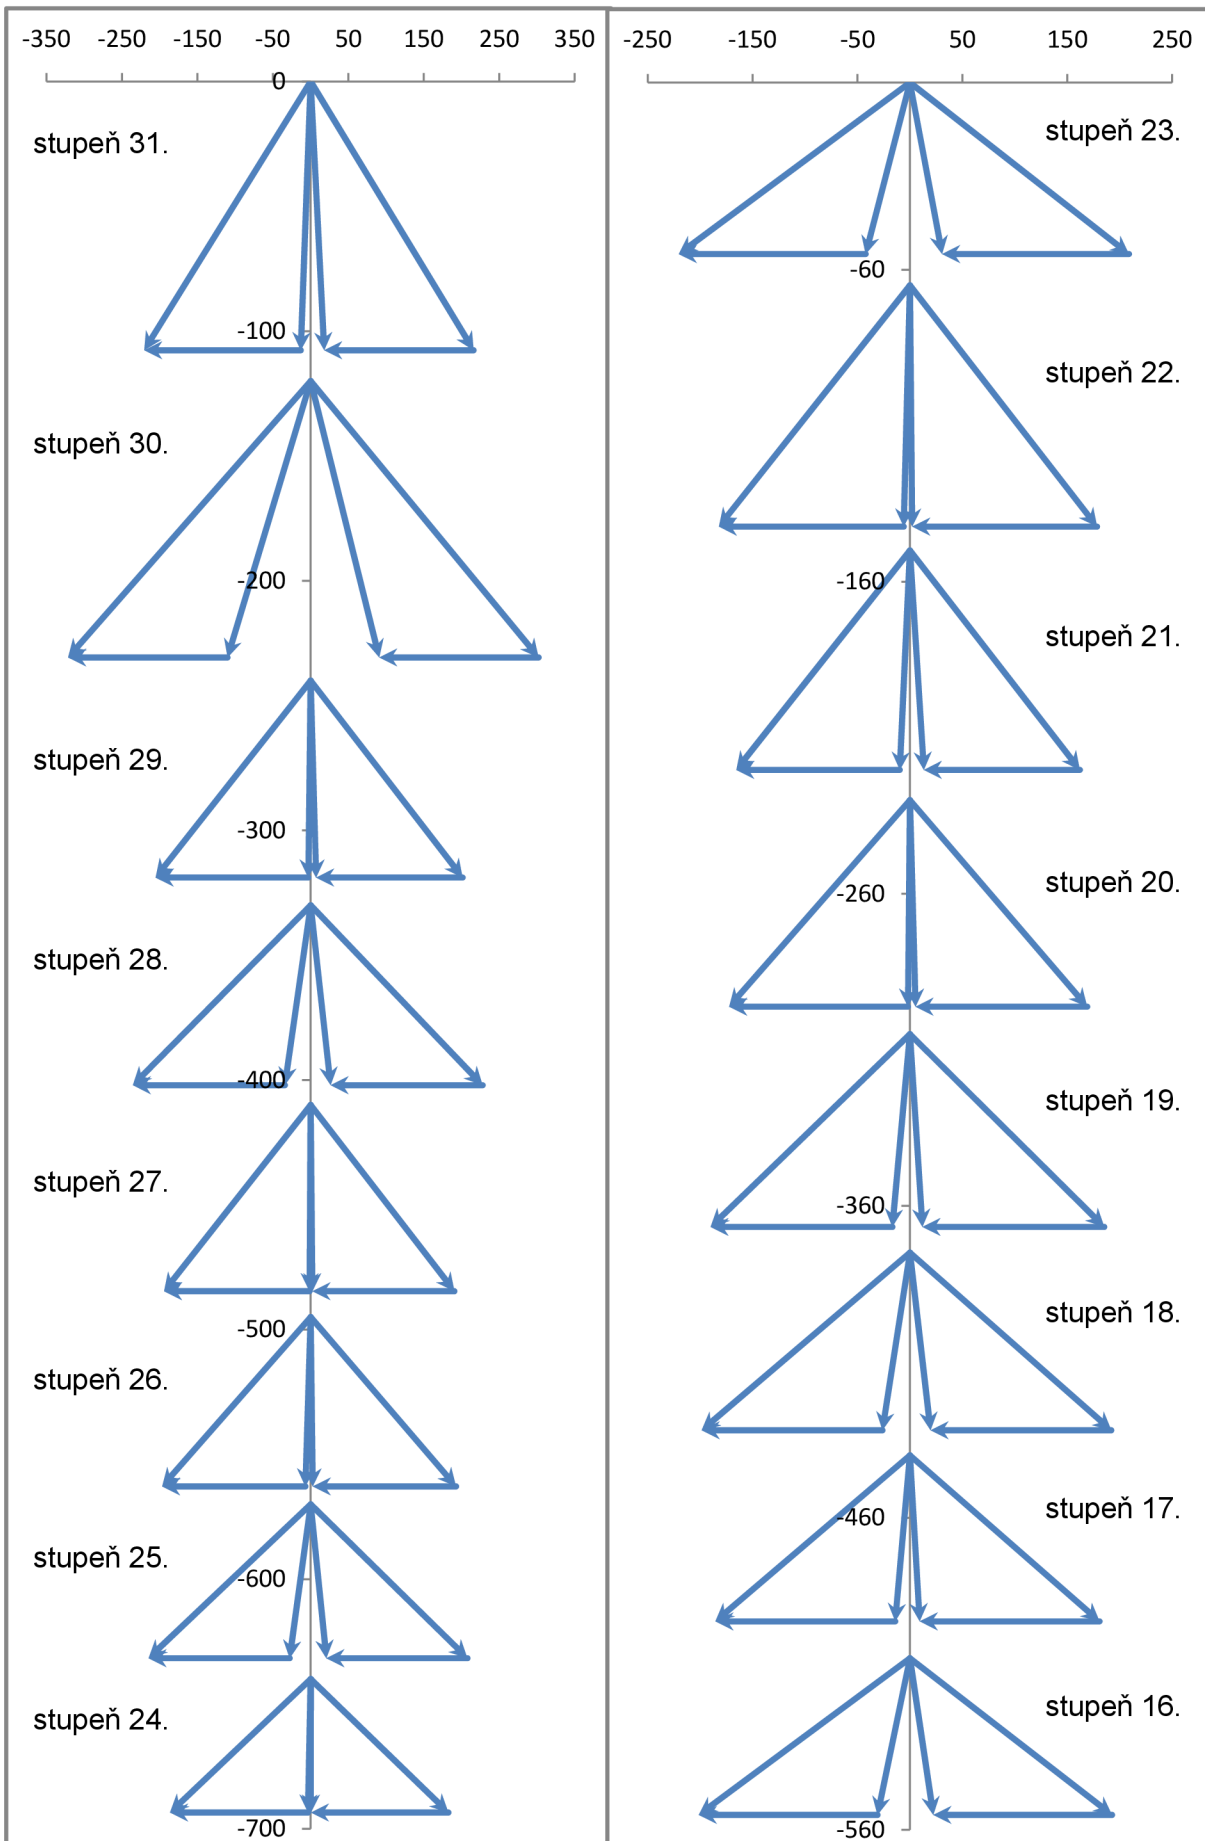 -350 -250 -150 -50 50 150 250 350
0
stupeň 31.
-100
stupeň 30.
-200
stupeň 29.
-300
stupeň 28.
-400
stupeň 27.
-500
stupeň 26.
stupeň 25.
-600
stupeň 24.
-700
-250 -150 -50 50 150 250
stupeň 23.
-60
stupeň 22.
-160
stupeň 21.
stupeň 20.
-260
stupeň 19.
-360
stupeň 18.
stupeň 17.
-460
stupeň 16.
-560